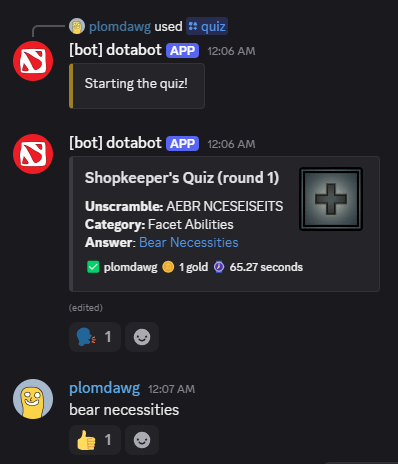 plomdawg used quiz
[bot] dotabot APP 12:06 AM
Starting the quiz!
[bot] dotabot APP 12:06 AM
Shopkeeper's Quiz (round 1)
Unscramble: AEBR NCESEISEITS
Category: Facet Abilities
Answer: Bear Necessities
plomdawg 1 gold 65.27 seconds
(edited)
1
plomdawg 12:07 AM
bear necessities
1